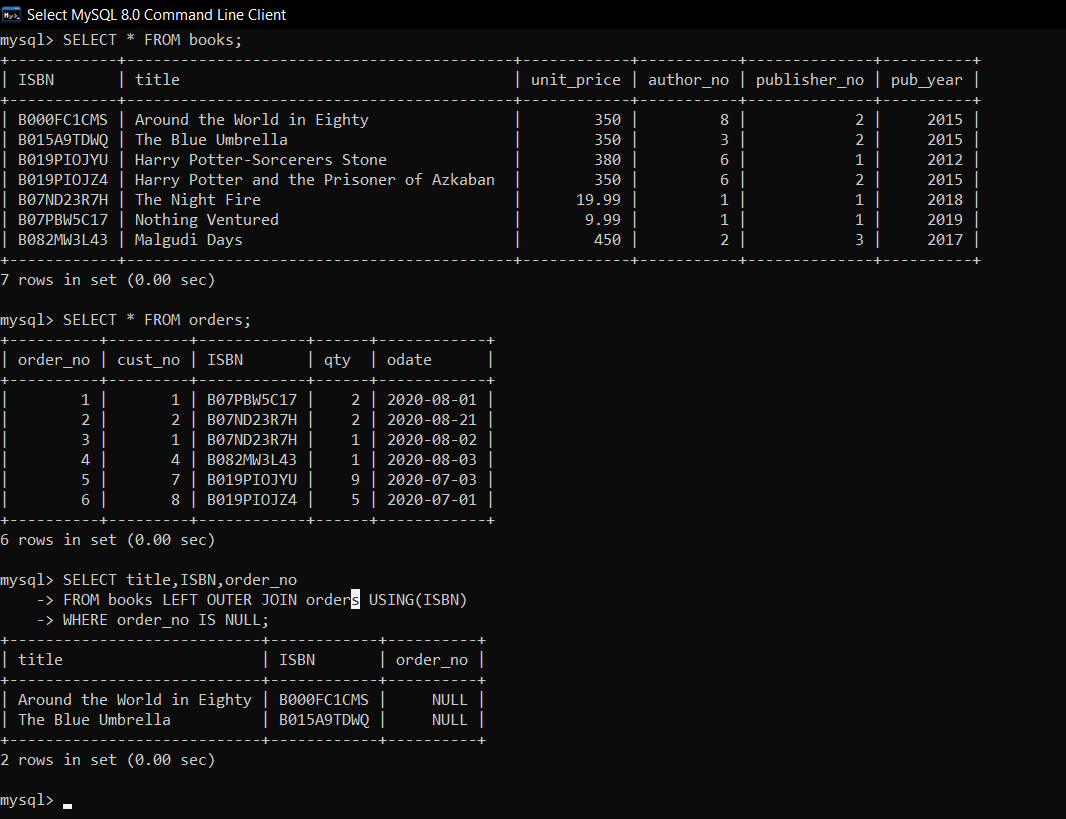 Select MySQL 8.0 Command Line Client
mysql> SELECT * FROM books;
+------------+-------------------------------------------+------------+-----------+--------------+----------+
| ISBN       | title                                     | unit_price | author_no | publisher_no | pub_year |
+------------+-------------------------------------------+------------+-----------+--------------+----------+
| B000FC1CMS | Around the World in Eighty                |        350 |         8 |            2 |     2015 |
| B015A9TDWQ | The Blue Umbrella                         |        350 |         3 |            2 |     2015 |
| B019PIOJYU | Harry Potter-Sorcerers Stone              |        380 |         6 |            1 |     2012 |
| B019PIOJZ4 | Harry Potter and the Prisoner of Azkaban  |        350 |         6 |            2 |     2015 |
| B07ND23R7H | The Night Fire                            |      19.99 |         1 |            1 |     2018 |
| B07PBW5C17 | Nothing Ventured                          |       9.99 |         1 |            1 |     2019 |
| B082MW3L43 | Malgudi Days                              |        450 |         2 |            3 |     2017 |
+------------+-------------------------------------------+------------+-----------+--------------+----------+
7 rows in set (0.00 sec)
mysql> SELECT * FROM orders;
+----------+---------+------------+------+------------+
| order_no | cust_no | ISBN       | qty  | odate      |
+----------+---------+------------+------+------------+
|        1 |       1 | B07PBW5C17 |    2 | 2020-08-01 |
|        2 |       2 | B07ND23R7H |    2 | 2020-08-21 |
|        3 |       1 | B07ND23R7H |    1 | 2020-08-02 |
|        4 |       4 | B082MW3L43 |    1 | 2020-08-03 |
|        5 |       7 | B019PIOJYU |    9 | 2020-07-03 |
|        6 |       8 | B019PIOJZ4 |    5 | 2020-07-01 |
+----------+---------+------------+------+------------+
6 rows in set (0.00 sec)
mysql> SELECT title,ISBN,order_no
    -> FROM books LEFT OUTER JOIN orders USING(ISBN)
    -> WHERE order_no IS NULL;
+----------------------------+------------+----------+
| title                      | ISBN       | order_no |
+----------------------------+------------+----------+
| Around the World in Eighty | B000FC1CMS |     NULL |
| The Blue Umbrella          | B015A9TDWQ |     NULL |
+----------------------------+------------+----------+
2 rows in set (0.00 sec)
mysql>